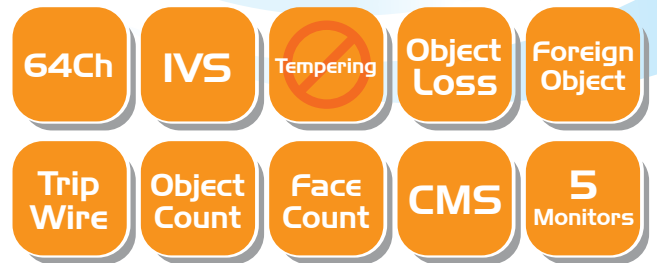 64Ch
IVS
Tempering
Object
Loss
Foreign
Object
Trip
Wire
Object
Count
Face
Count
CMS
5
Monitors